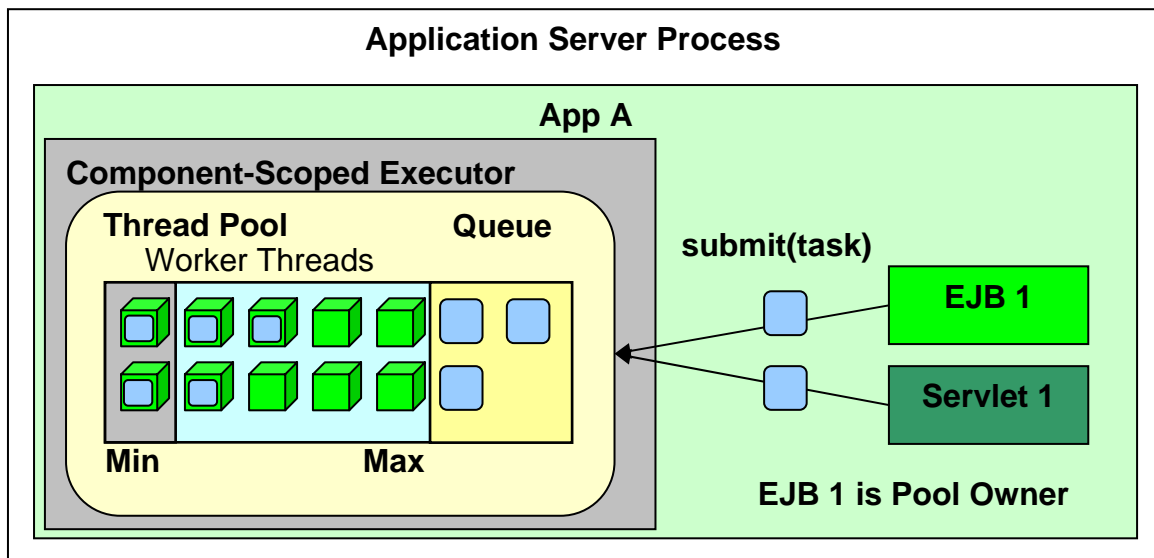 Application Server Process
App A
Component-Scoped Executor
Thread Pool
Queue
Worker Threads
Min
Max
submit(task)
EJB 1
Servlet 1
EJB 1 is Pool Owner